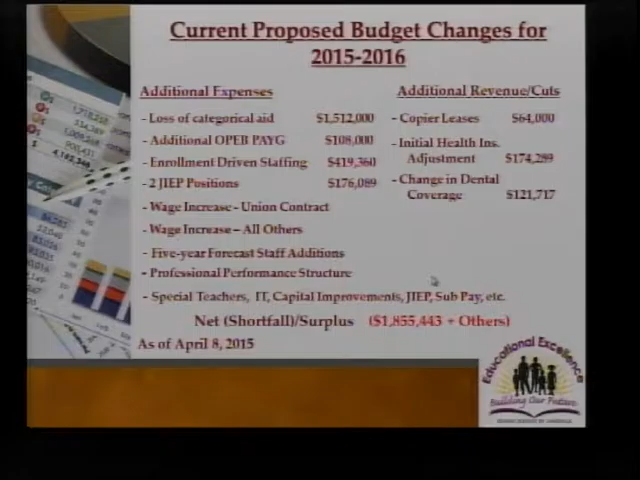 Current Proposed Budget Changes for
2015-2016
Additional Expenses
- Loss of categorical aid $1,512,000
- Additional OPEB PAYG $108,000
- Enrollment Driven Staffing $419,360
- 2 JIEP Positions $176,089
- Wage Increase - Union Contract
- Wage Increase – All Others
- Five-year Forecast Staff Additions
- Professional Performance Structure
- Special Teachers, IT, Capital Improvements, JIEP, Sub Pay, etc.
Additional Revenue/Cuts
- Copier Leases $64,000
- Initial Health Ins.
Adjustment $174,289
- Change in Dental
Coverage $121,717
Net (Shortfall)/Surplus ($1,855,443 + Others)
As of April 8, 2015
Educational Excellence
Building Our Future